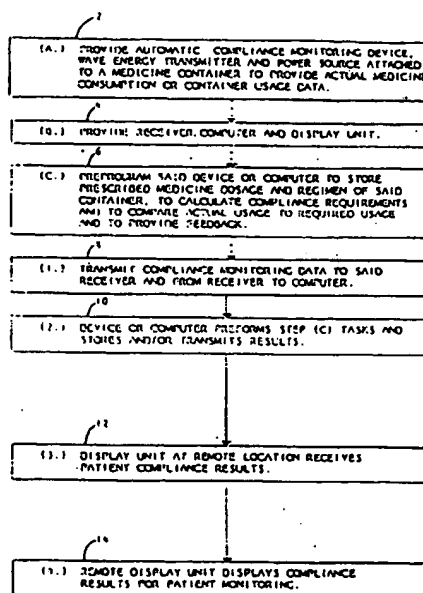 2
(A.) PROVIDE AUTOMATIC COMPLIANCE MONITORING DEVICE,
WAVE ENERGY TRANSMITTER AND POWER SOURCE ATTACHED
TO A MEDICINE CONTAINER TO PROVIDE ACTUAL MEDICINE
CONSUMPTION OR CONTAINER USAGE DATA.
4
(B.) PROVIDE RECEIVER, COMPUTER AND DISPLAY UNIT.
6
(C.) PREPROGRAM SAID DEVICE OR COMPUTER TO STORE
PRESCRIBED MEDICINE DOSAGE AND REGIMEN OF SAID
CONTAINER, TO CALCULATE COMPLIANCE REQUIREMENTS
AND TO COMPARE ACTUAL USAGE TO REQUIRED USAGE
AND TO PROVIDE FEEDBACK.
8
(1.) TRANSMIT COMPLIANCE MONITORING DATA TO SAID
RECEIVER AND FROM RECEIVER TO COMPUTER.
10
(2.) DEVICE OR COMPUTER PREFORMS STEP (C) TASKS AND
STORES AND/OR TRANSMITS RESULTS.
12
(3.) DISPLAY UNIT AT REMOTE LOCATION RECEIVES
PATIENT COMPLIANCE RESULTS.
14
REMOTE DISPLAY UNIT DISPLAYS COMPLIANCE
RESULTS FOR PATIENT MONITORING.